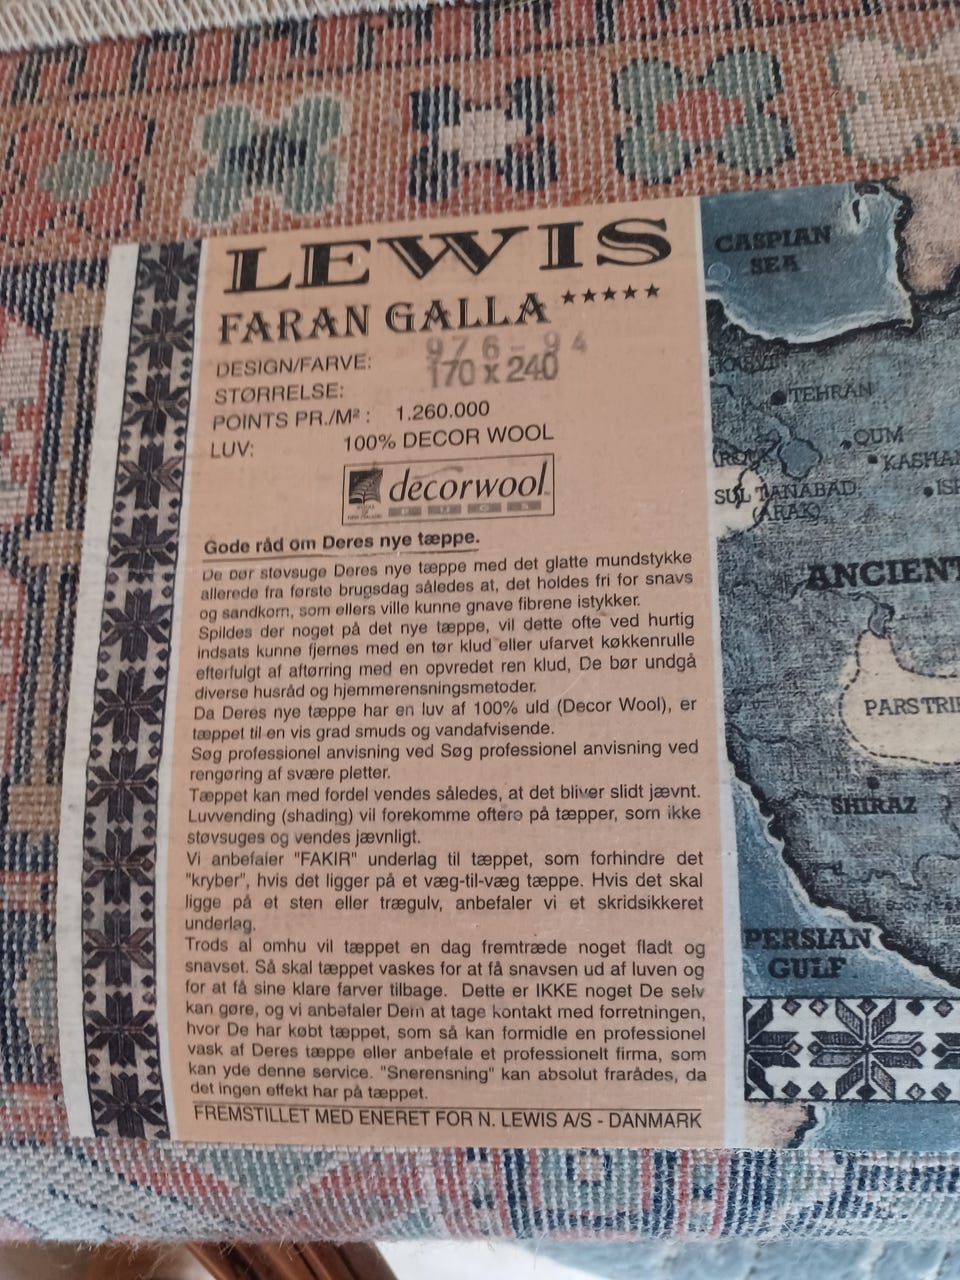 LEWIS
FARAN GALLA *****
DESIGN/FARVE: 976-94
STØRRELSE: 170 x 240
POINTS PR./M² : 1.260.000
LUV: 100% DECOR WOOL
decorwool
Gode råd om Deres nye tæppe.
De bør støvsuge Deres nye tæppe med det glatte mundstykke
allerede fra første brugsdag således at, det holdes fri for snavs
og sandkorn, som ellers ville kunne gnave fibrene istykker.
Spildes der noget på det nye tæppe, vil dette ofte ved hurtig
indsats kunne fjernes med en tør klud eller ufarvet køkkenrulle
efterfulgt af aftørring med en opvredet ren klud, De bør undgå
diverse husråd og hjemmerensningsmetoder.
Da Deres nye tæppe har en luv af 100% uld (Decor Wool), er
tæppet til en vis grad smuds og vandafvisende.
Søg professionel anvisning ved Søg professionel anvisning ved
rengøring af svære pletter.
Tæppet kan med fordel vendes således, at det bliver slidt jævnt.
Luvvending (shading) vil forekomme oftere på tæpper, som ikke
støvsuges og vendes jævnligt.
Vi anbefaler "FAKIR" underlag til tæppet, som forhindre det
"kryber", hvis det ligger på et væg-til-væg tæppe. Hvis det skal
ligge på et sten eller trægulv, anbefaler vi et skridsikkeret
underlag.
Trods al omhu vil tæppet en dag fremtræde noget fladt og
snavset. Så skal tæppet vaskes for at få snavsen ud af luven og
for at få sine klare farver tilbage. Dette er IKKE noget De selv
kan gøre, og vi anbefaler Dem at tage kontakt med forretningen,
hvor De har købt tæppet, som så kan formidle en professionel
vask af Deres tæppe eller anbefale et professionelt firma, som
kan yde denne service. "Snerensning" kan absolut frarådes, da
det ingen effekt har på tæppet.
FREMSTILLET MED ENERET FOR N. LEWIS A/S - DANMARK
CASPIAN
SEA
TEHRAN
QUM
KASHAN
SULTANABAD
(ARAK)
ANCIENT
SHIRAZ
PERSIAN
GULF